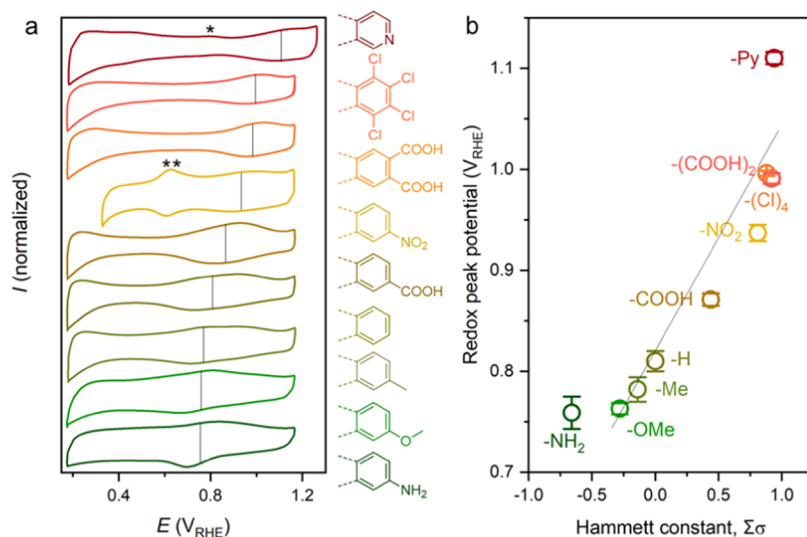 a
I (normalized)
*
**
0.4 0.8 1.2
E (V_RHE)
N
Cl
Cl
Cl
Cl
COOH
COOH
NO₂
COOH
O
NH₂
b
Redox peak potential (V_RHE)
1.1
1.0
0.9
0.8
0.7
-Py
-(COOH)₂
-(Cl)₄
-NO₂
-COOH
-H
-Me
-OMe
-NH₂
-1.0 -0.5 0.0 0.5 1.0
Hammett constant, Σσ